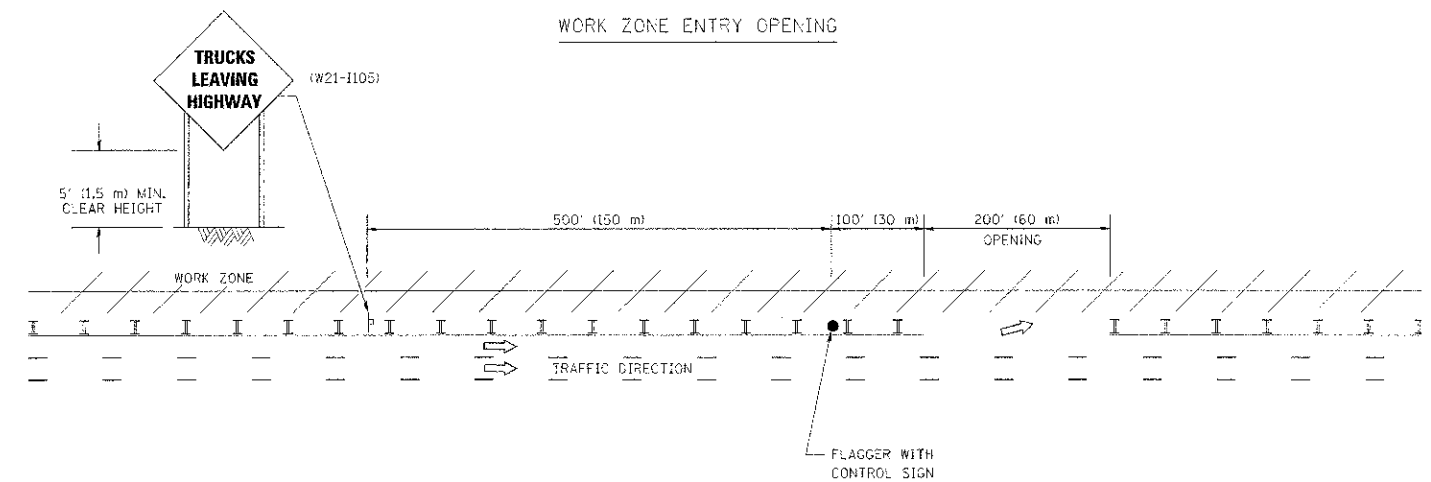 WORK ZONE ENTRY OPENING
TRUCKS
LEAVING
HIGHWAY
(W21-I105)
5' (1.5 m) MIN.
CLEAR HEIGHT
500' (150 m)
100' (30 m)
200' (60 m)
OPENING
WORK ZONE
TRAFFIC DIRECTION
FLAGGER WITH
CONTROL SIGN